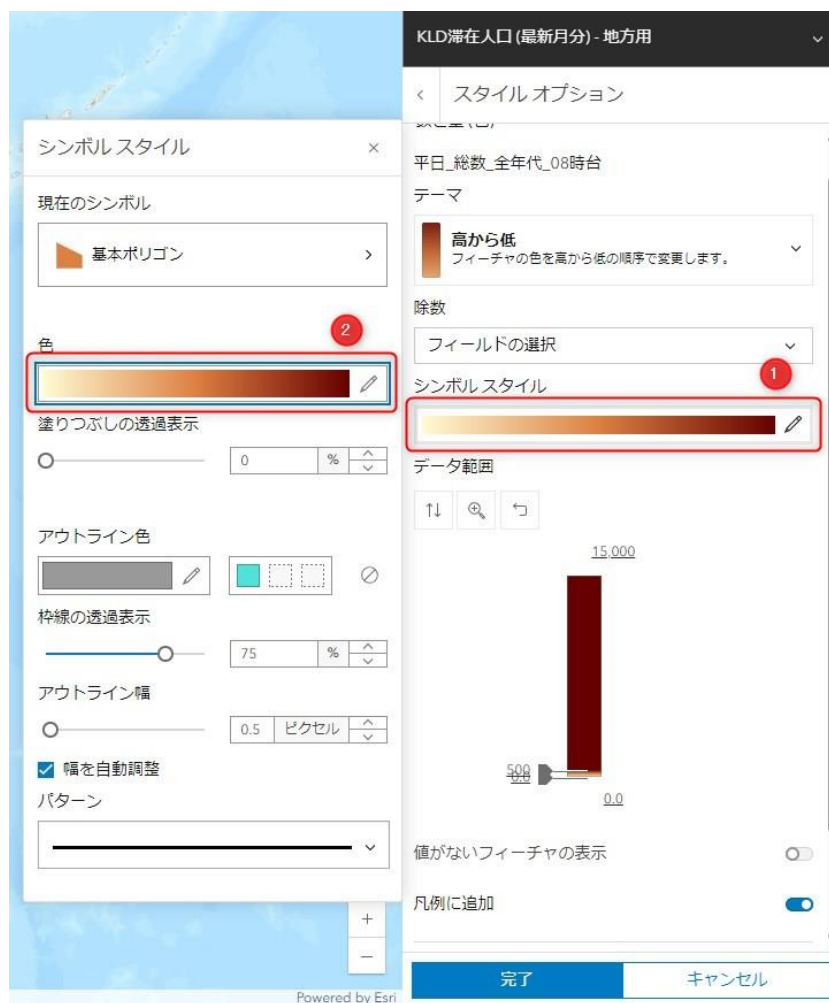 シンボル スタイル
現在のシンボル
基本ポリゴン
2
色
塗りつぶしの透過表示
0 %
アウトライン色
枠線の透過表示
75 %
アウトライン幅
0.5 ピクセル
幅を自動調整
パターン
Powered by Esri
KLD滞在人口 (最新月分) - 地方用
スタイル オプション
平日_総数_全年代_08時台
テーマ
高から低
フィーチャの色を高から低の順序で変更します。
除数
フィールドの選択
1
シンボル スタイル
データ範囲
15,000
500
0.0
0.0
値がないフィーチャの表示
凡例に追加
完了
キャンセル